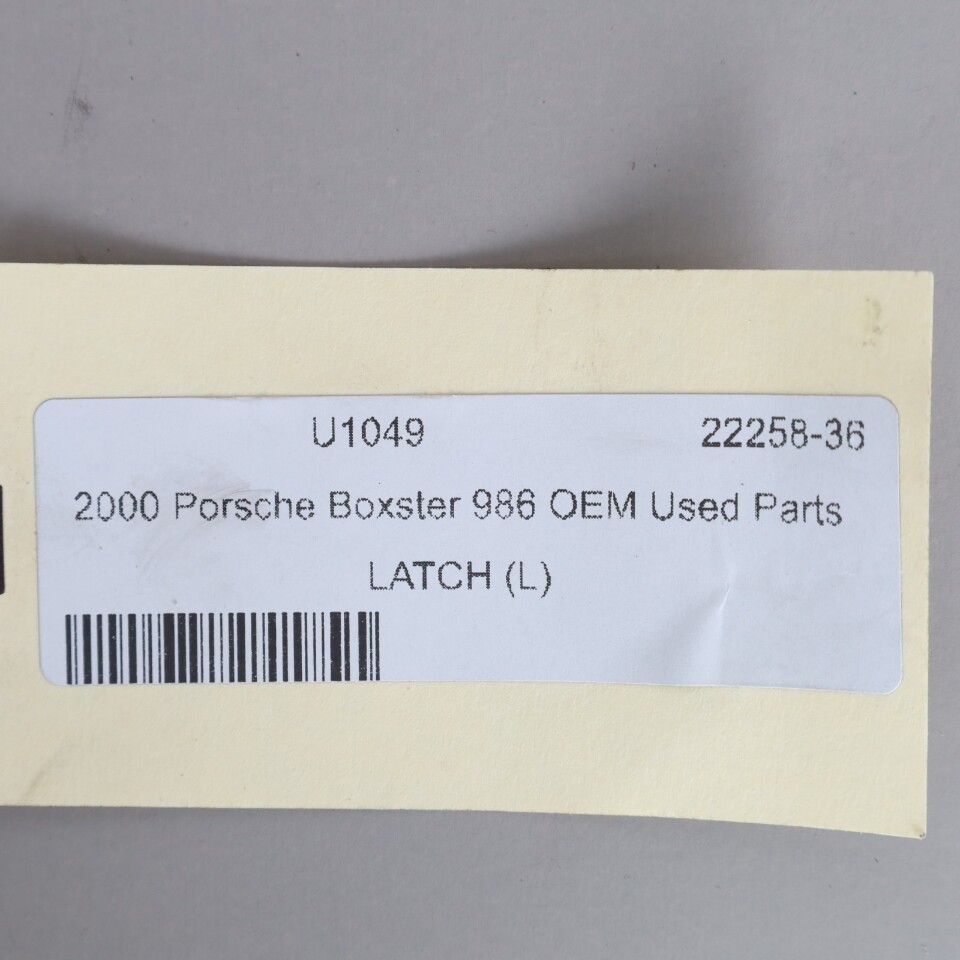 U1049 22258-36
2000 Porsche Boxster 986 OEM Used Parts
LATCH (L)